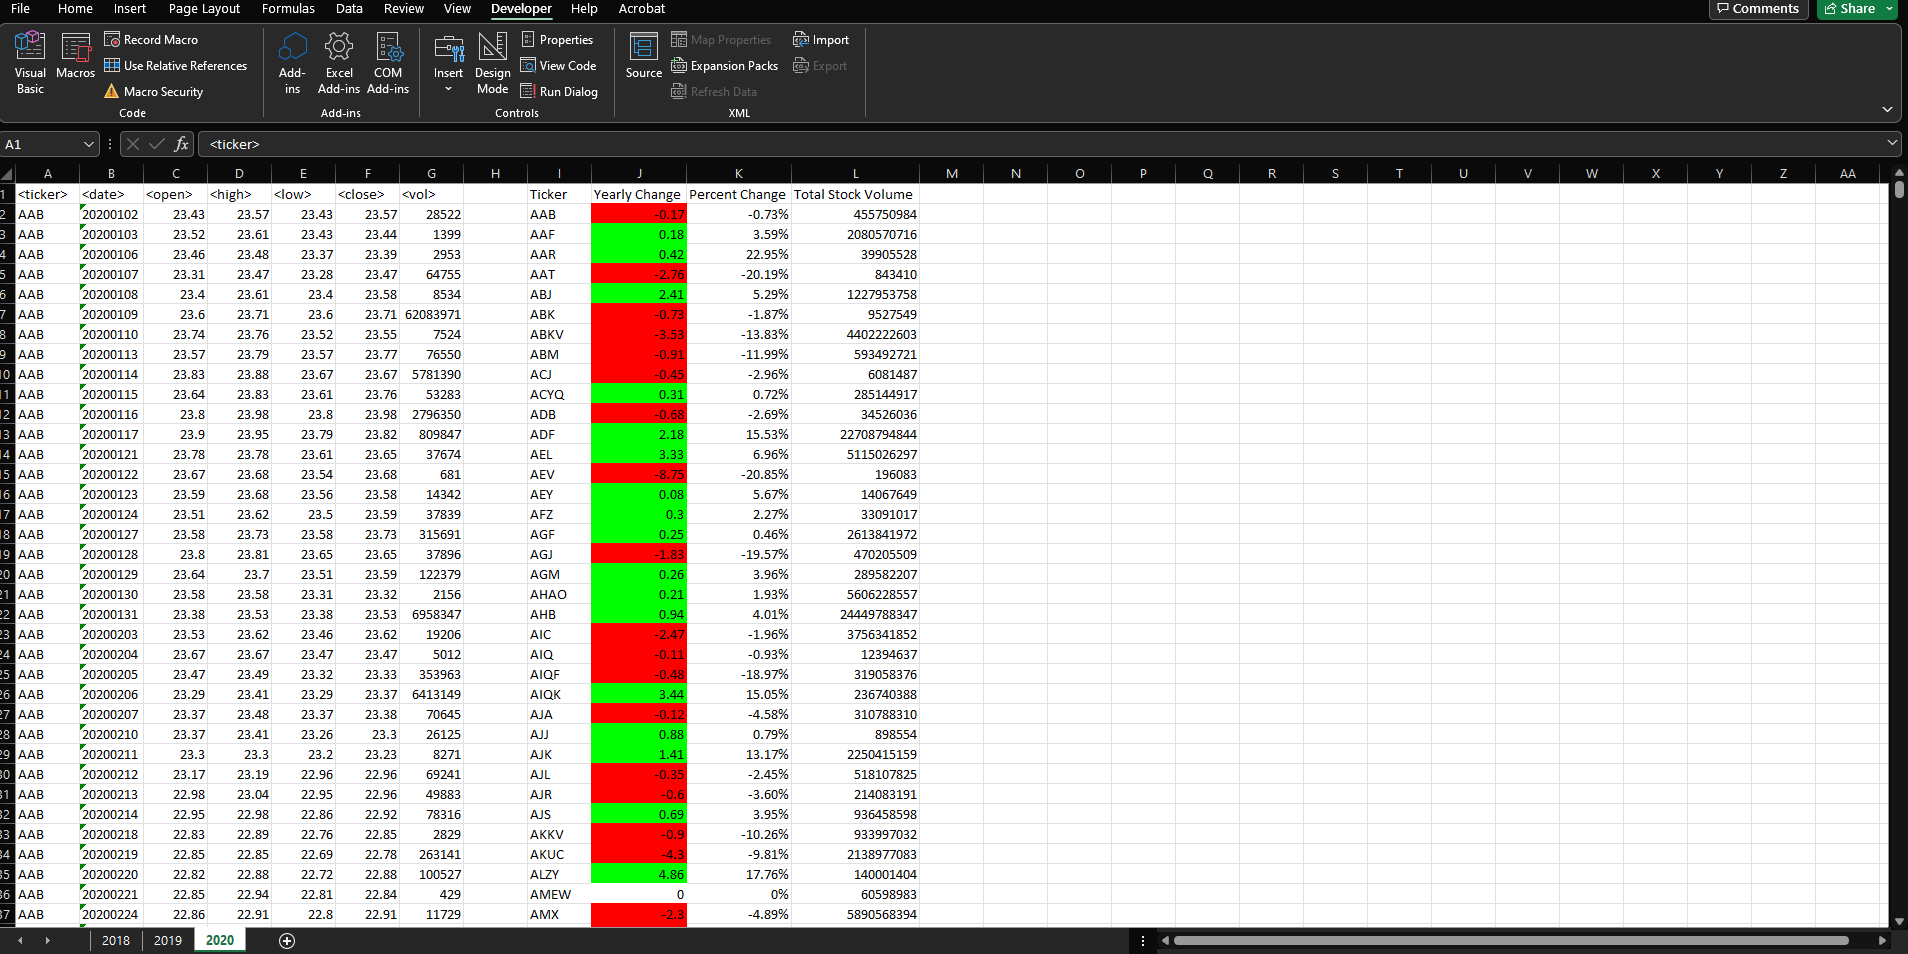 File Home Insert Page Layout Formulas Data Review View Developer Help Acrobat Comments Share
Visual Basic
Macros
Record Macro
Use Relative References
Macro Security
Code
Add-ins
Excel Add-ins
COM Add-ins
Add-ins
Insert
Design Mode
Properties
View Code
Run Dialog
Controls
Source
Map Properties
Expansion Packs
Refresh Data
Import
Export
XML
A1 fx <ticker>
A B C D E F G H I J K L M N O P Q R S T U V W X Y Z AA
1 <ticker> <date> <open> <high> <low> <close> <vol> Ticker Yearly Change Percent Change Total Stock Volume
2 AAB 20200102 23.43 23.57 23.43 23.57 28522 AAB -0.17 -0.73% 455750984
3 AAB 20200103 23.52 23.61 23.43 23.44 1399 AAF 0.18 3.59% 2080570716
4 AAB 20200106 23.46 23.48 23.37 23.39 2953 AAR 0.42 22.95% 39905528
5 AAB 20200107 23.31 23.47 23.28 23.47 64755 AAT -2.76 -20.19% 843410
6 AAB 20200108 23.4 23.61 23.4 23.58 8534 ABJ 2.41 5.29% 1227953758
7 AAB 20200109 23.6 23.71 23.6 23.71 62083971 ABK -0.73 -1.87% 9527549
8 AAB 20200110 23.74 23.76 23.52 23.55 7524 ABKV -3.53 -13.83% 4402222603
9 AAB 20200113 23.57 23.79 23.57 23.77 76550 ABM -0.91 -11.99% 593492721
10 AAB 20200114 23.83 23.88 23.67 23.67 5781390 ACJ -0.45 -2.96% 6081487
11 AAB 20200115 23.64 23.83 23.61 23.76 53283 ACYQ 0.31 0.72% 285144917
12 AAB 20200116 23.8 23.98 23.8 23.98 2796350 ADB -0.68 -2.69% 34526036
13 AAB 20200117 23.9 23.95 23.79 23.82 809847 ADF 2.18 15.53% 22708794844
14 AAB 20200121 23.78 23.78 23.61 23.65 37674 AEL 3.33 6.96% 5115026297
15 AAB 20200122 23.67 23.68 23.54 23.68 681 AEV -8.75 -20.85% 196083
16 AAB 20200123 23.59 23.68 23.56 23.58 14342 AEY 0.08 5.67% 14067649
17 AAB 20200124 23.51 23.62 23.5 23.59 37839 AFZ 0.3 2.27% 33091017
18 AAB 20200127 23.58 23.73 23.58 23.73 315691 AGF 0.25 0.46% 2613841972
19 AAB 20200128 23.8 23.81 23.65 23.65 37896 AGJ -1.83 -19.57% 470205509
20 AAB 20200129 23.64 23.7 23.51 23.59 122379 AGM 0.26 3.96% 289582207
21 AAB 20200130 23.58 23.58 23.31 23.32 2156 AHAO 0.21 1.93% 5606228557
22 AAB 20200131 23.38 23.53 23.38 23.53 6958347 AHB 0.94 4.01% 24449788347
23 AAB 20200203 23.53 23.62 23.46 23.62 19206 AIC -2.47 -1.96% 3756341852
24 AAB 20200204 23.67 23.67 23.47 23.47 5012 AIQ -0.11 -0.93% 12394637
25 AAB 20200205 23.47 23.49 23.32 23.33 353963 AIQF -0.48 -18.97% 319058376
26 AAB 20200206 23.29 23.41 23.29 23.37 6413149 AIQK 3.44 15.05% 236740388
27 AAB 20200207 23.37 23.48 23.37 23.38 70645 AJA -0.12 -4.58% 310788310
28 AAB 20200210 23.37 23.41 23.26 23.3 26125 AJJ 0.88 0.79% 898554
29 AAB 20200211 23.3 23.3 23.2 23.23 8271 AJK 1.41 13.17% 2250415159
30 AAB 20200212 23.17 23.19 22.96 22.96 69241 AJL -0.35 -2.45% 518107825
31 AAB 20200213 22.98 23.04 22.95 22.96 49883 AJR -0.6 -3.60% 214083191
32 AAB 20200214 22.95 22.98 22.86 22.92 78316 AJS 0.69 3.95% 936458598
33 AAB 20200218 22.83 22.89 22.76 22.85 2829 AKKV -0.9 -10.26% 933997032
34 AAB 20200219 22.85 22.85 22.69 22.78 263141 AKUC -4.3 -9.81% 2138977083
35 AAB 20200220 22.82 22.88 22.72 22.88 100527 ALZY 4.86 17.76% 140001404
36 AAB 20200221 22.85 22.94 22.81 22.84 429 AMEW 0 0% 60598983
37 AAB 20200224 22.86 22.91 22.8 22.91 11729 AMX -2.3 -4.89% 5890568394
2018 2019 2020